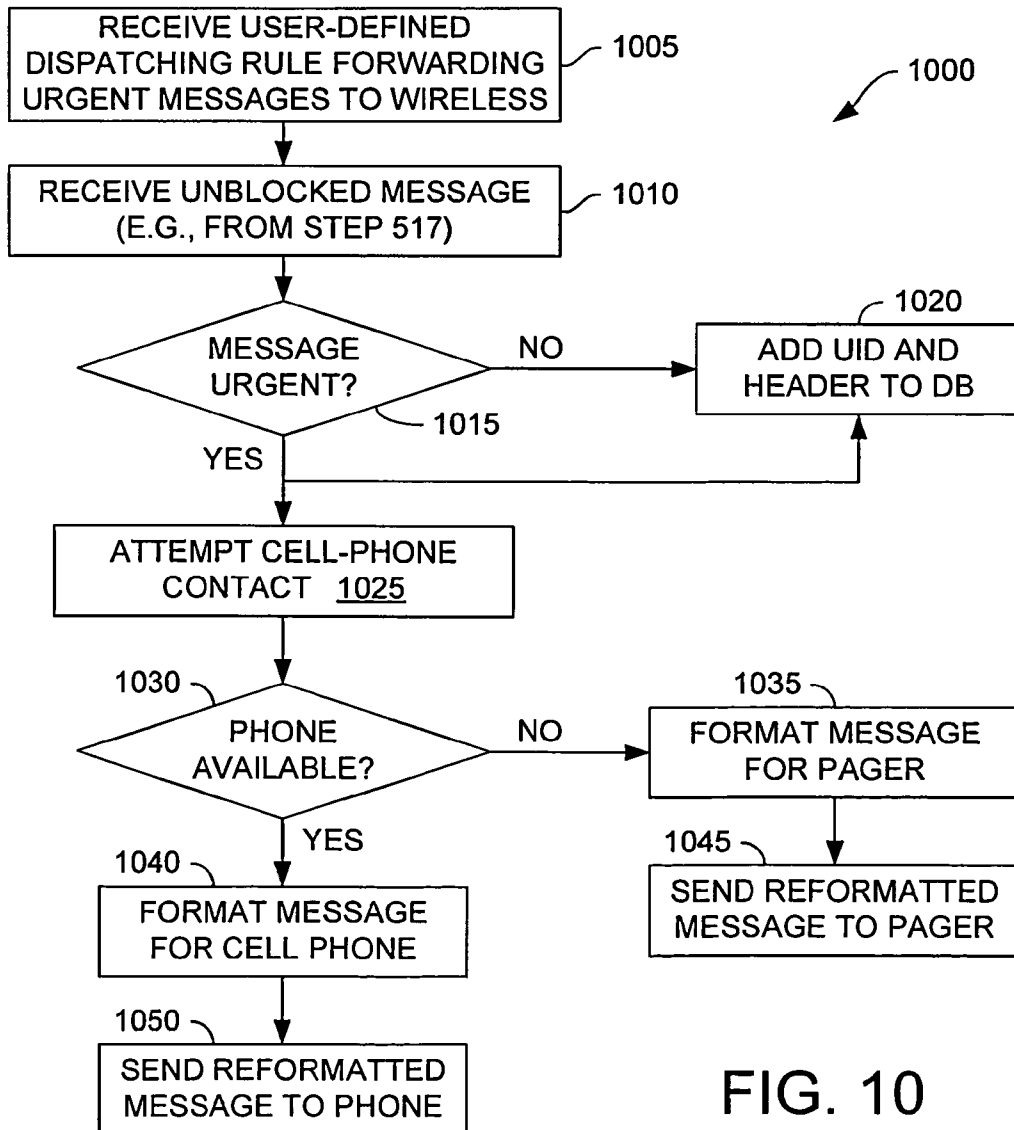 RECEIVE USER-DEFINED
DISPATCHING RULE FORWARDING
URGENT MESSAGES TO WIRELESS
1005
1000
RECEIVE UNBLOCKED MESSAGE
(E.G., FROM STEP 517)
1010
MESSAGE
URGENT?
1015
NO
YES
1020
ADD UID AND
HEADER TO DB
ATTEMPT CELL-PHONE
CONTACT 1025
1030
PHONE
AVAILABLE?
NO
YES
1035
FORMAT MESSAGE
FOR PAGER
1045
SEND REFORMATTED
MESSAGE TO PAGER
1040
FORMAT MESSAGE
FOR CELL PHONE
1050
SEND REFORMATTED
MESSAGE TO PHONE
FIG. 10